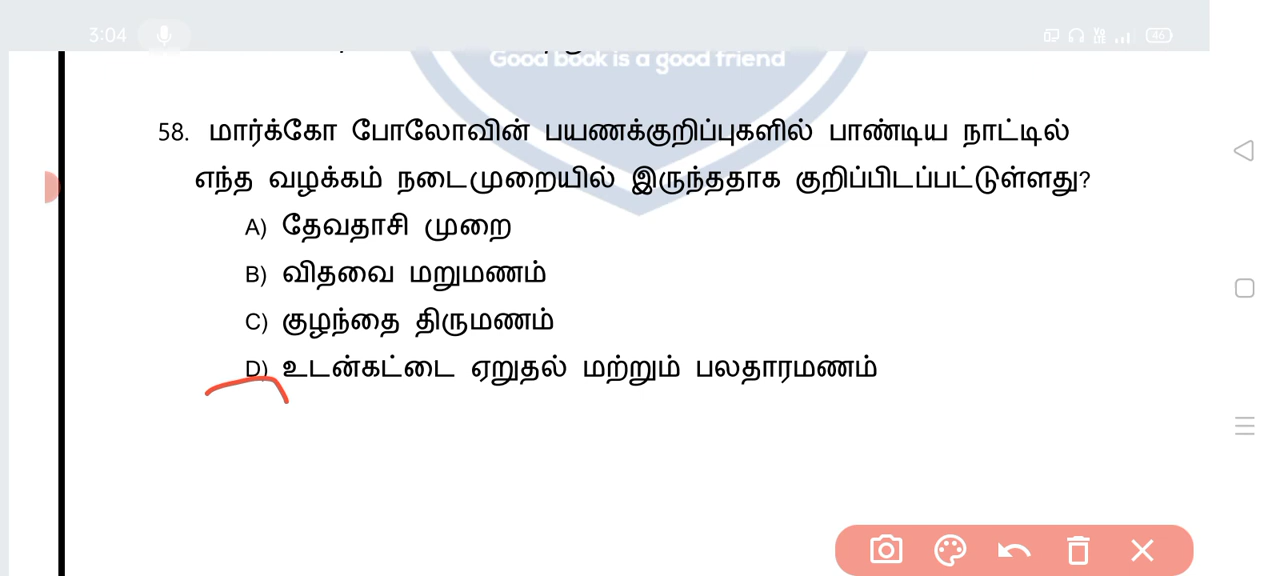 3:04
46
Good book is a good friend
58. மார்க்கோ போலோவின் பயணக்குறிப்புகளில் பாண்டிய நாட்டில்
எந்த வழக்கம் நடைமுறையில் இருந்ததாக குறிப்பிடப்பட்டுள்ளது?
A) தேவதாசி முறை
B) விதவை மறுமணம்
C) குழந்தை திருமணம்
D) உடன்கட்டை ஏறுதல் மற்றும் பலதாரமணம்